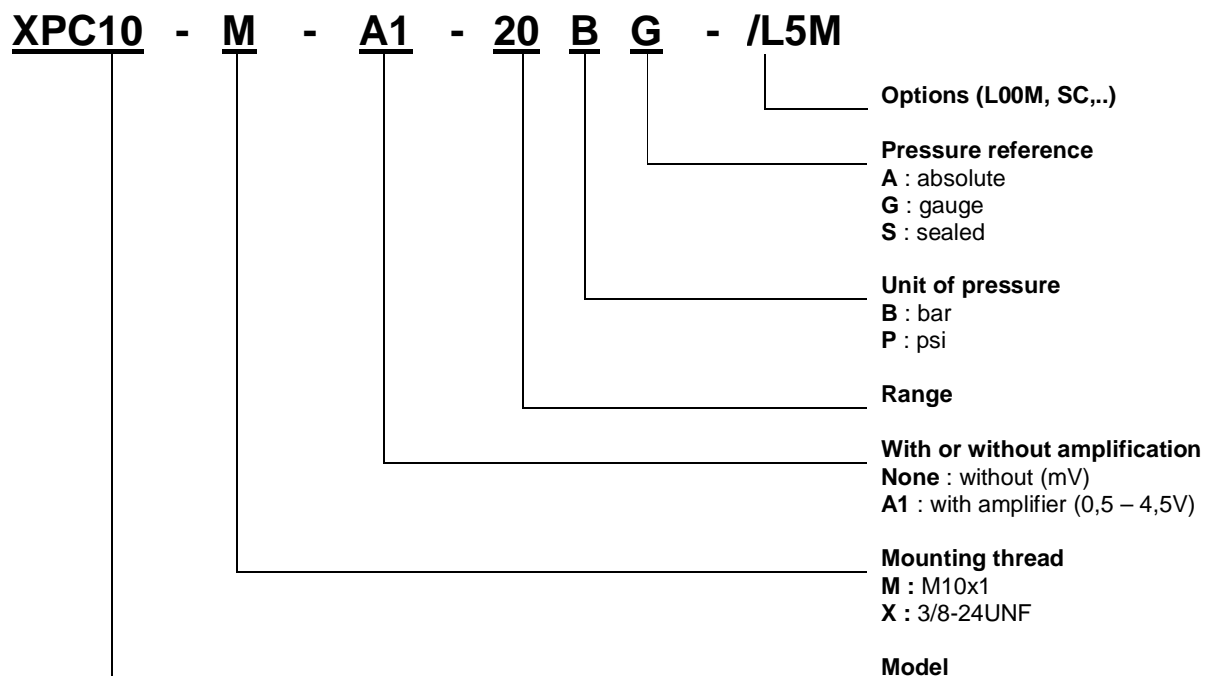 XPC10 - M - A1 - 20 B G - /L5M
Options (L00M, SC,..)
Pressure reference
A : absolute
G : gauge
S : sealed
Unit of pressure
B : bar
P : psi
Range
With or without amplification
None : without (mV)
A1 : with amplifier (0,5 – 4,5V)
Mounting thread
M : M10x1
X : 3/8-24UNF
Model